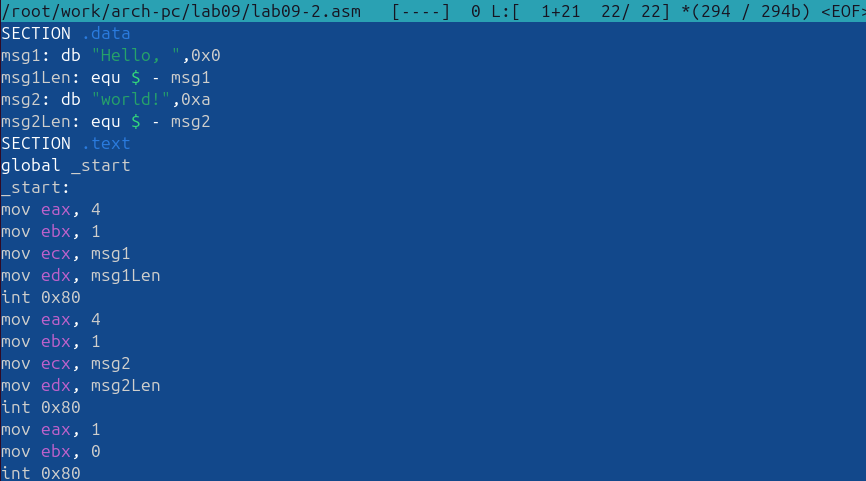 /root/work/arch-pc/lab09/lab09-2.asm [----] 0 L:[ 1+21 22/ 22] *(294 / 294b) <EOF>
SECTION .data
msg1: db "Hello, ",0x0
msg1Len: equ $ - msg1
msg2: db "world!",0xa
msg2Len: equ $ - msg2
SECTION .text
global _start
_start:
mov eax, 4
mov ebx, 1
mov ecx, msg1
mov edx, msg1Len
int 0x80
mov eax, 4
mov ebx, 1
mov ecx, msg2
mov edx, msg2Len
int 0x80
mov eax, 1
mov ebx, 0
int 0x80